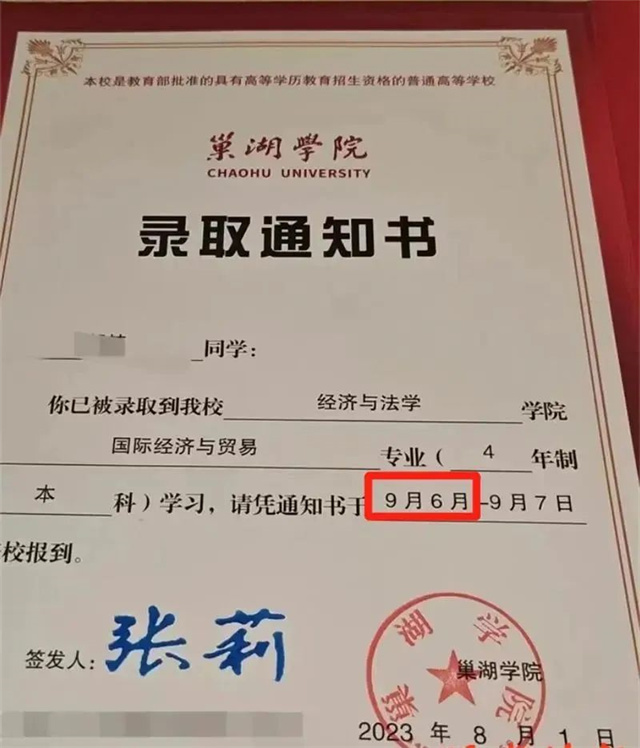 本校是教育部批准的具有高等学历教育招生资格的普通高等学校
巢湖學院
CHAOHU UNIVERSITY
录取通知书
同学：
你已被录取到我校 经济与法学 学院
国际经济与贸易 专业（ 4 年制
本 科）学习，请凭通知书于 9月6月-9月7日
校报到。
签发人：张莉
巢湖学院
巢湖学院
2023 年 8 月 1 日